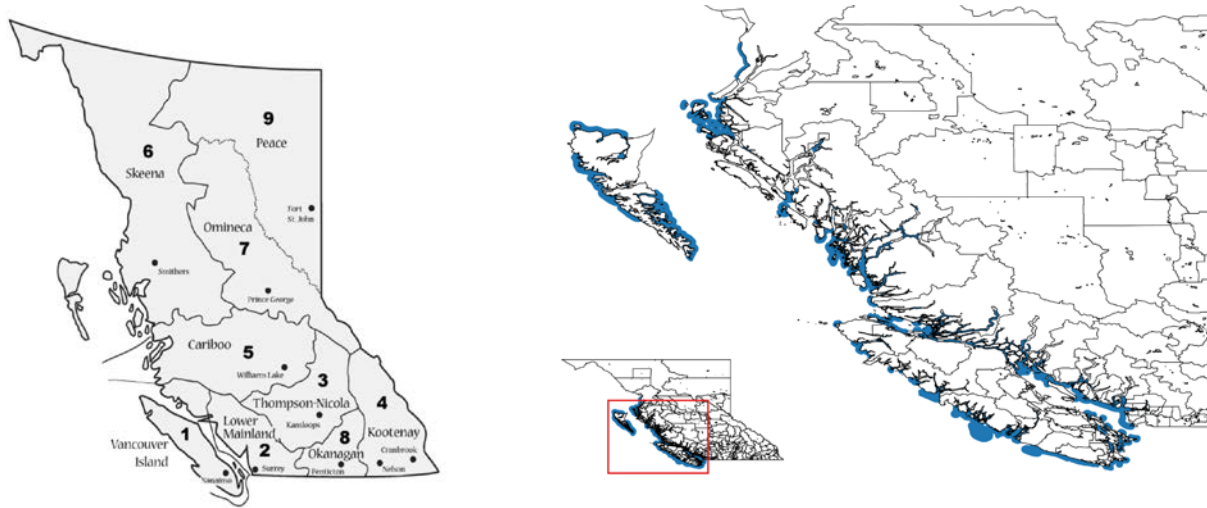 9
Peace
6
Skeena
Fort
St. John
Omineca
7
Smithers
Prince George
Cariboo
5
Williams Lake
3
Thompson-Nicola
4
Kamloops
Lower
Mainland
8
Kootenay
1
Vancouver
Island
Okanagan
Cranbrook
2
Surrey
Penticton
Nelson
Nanaimo